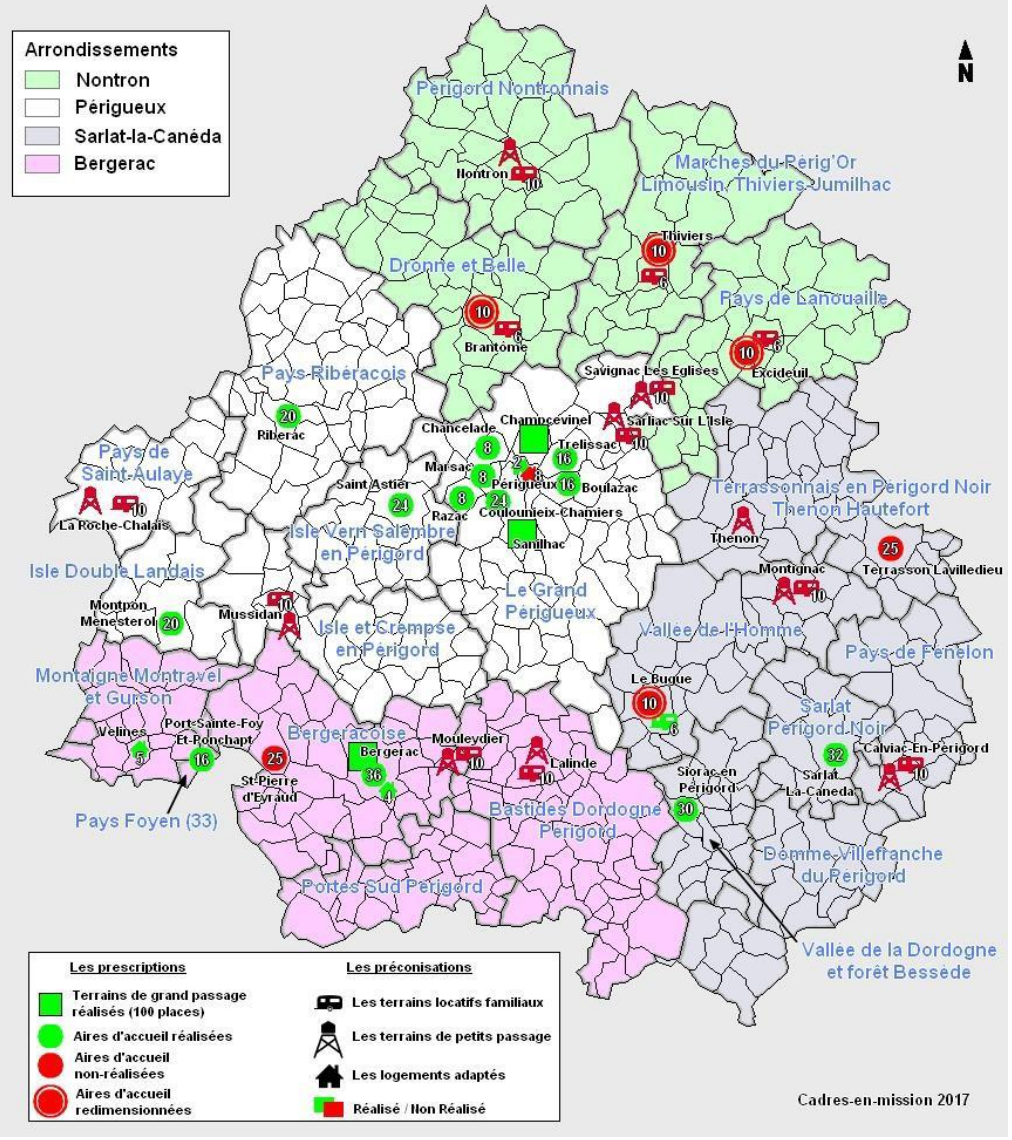 Arrondissements
Nontron
Périgueux
Sarlat-la-Canéda
Bergerac
N
Périgord Nontronnais
Nontron
10
Marches du Périg'Or
Limousin, Thiviers-Jumilhac
Thiviers
10
6
Dronne et Belle
10
6
Brantôme
Pays de Lanouaille
10
6
Excideuil
Pays Ribéracois
20
Riberac
Savignac Les Eglises
10
Sarliac Sur L'Isle
10
Champcevinel
Chancelade
8
Trelissac
16
Marsac
8
2
8
Périgueux
16
Boulazac
Razac
8
24
Coulounieix-Chamiers
Sanilhac
Saint Astier
24
Pays de
Saint-Aulaye
10
La Roche-Chalais
Isle Vern Salembre
en Périgord
Le Grand
Périgueux
Terrassonnais en Périgord Noir
Thenon Hautefort
Thenon
25
Terrasson Lavilledieu
Montignac
10
Isle Double Landais
Montpon
Ménesterol
20
Mussidan
10
Isle et Crempse
en Périgord
Vallée de l'Homme
Pays de Fenelon
Le Bugue
10
6
Sarlat
Périgord Noir
32
Sarlat
La-Caneda
Calviac-En-Périgord
10
Montaigne Montravel
et Gurson
Velines
5
Port-Sainte-Foy
Et-Ponchapt
16
25
St-Pierre
d'Eyraud
Bergeracoise
Bergerac
36
4
Mouleydier
10
Lalinde
10
Siorac en
Périgord
30
Pays Foyen (33)
Bastides Dordogne
Périgord
Portes Sud Périgord
Domme-Villefranche
du Périgord
Vallée de la Dordogne
et forêt Bessède
Les prescriptions
Terrains de grand passage
réalisés (100 places)
Aires d'accueil réalisées
Aires d'accueil
non-réalisées
Aires d'accueil
redimensionnées
Les préconisations
Les terrains locatifs familiaux
Les terrains de petits passage
Les logements adaptés
Réalisé / Non Réalisé
Cadres-en-mission 2017